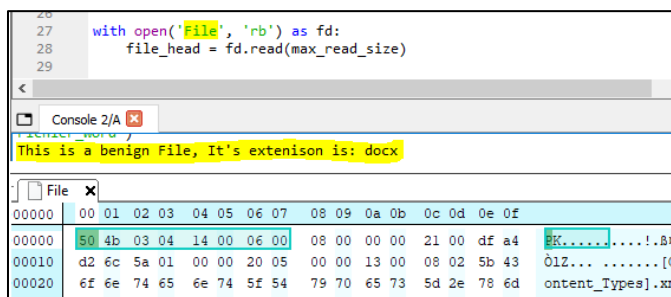 27 with open('File', 'rb') as fd:
28 file_head = fd.read(max_read_size)
29
<
Console 2/A
This is a benign File, It's extenison is: docx
File
00000 00 01 02 03 04 05 06 07 08 09 0a 0b 0c 0d 0e 0f
00000 50 4b 03 04 14 00 06 00 08 00 00 00 21 00 df a4 PK..........!.ß¤
00010 d2 6c 5a 01 00 00 20 05 00 00 13 00 08 02 5b 43 ÒlZ... .......[C
00020 6f 6e 74 65 6e 74 5f 54 79 70 65 73 5d 2e 78 6d ontent_Types].xm